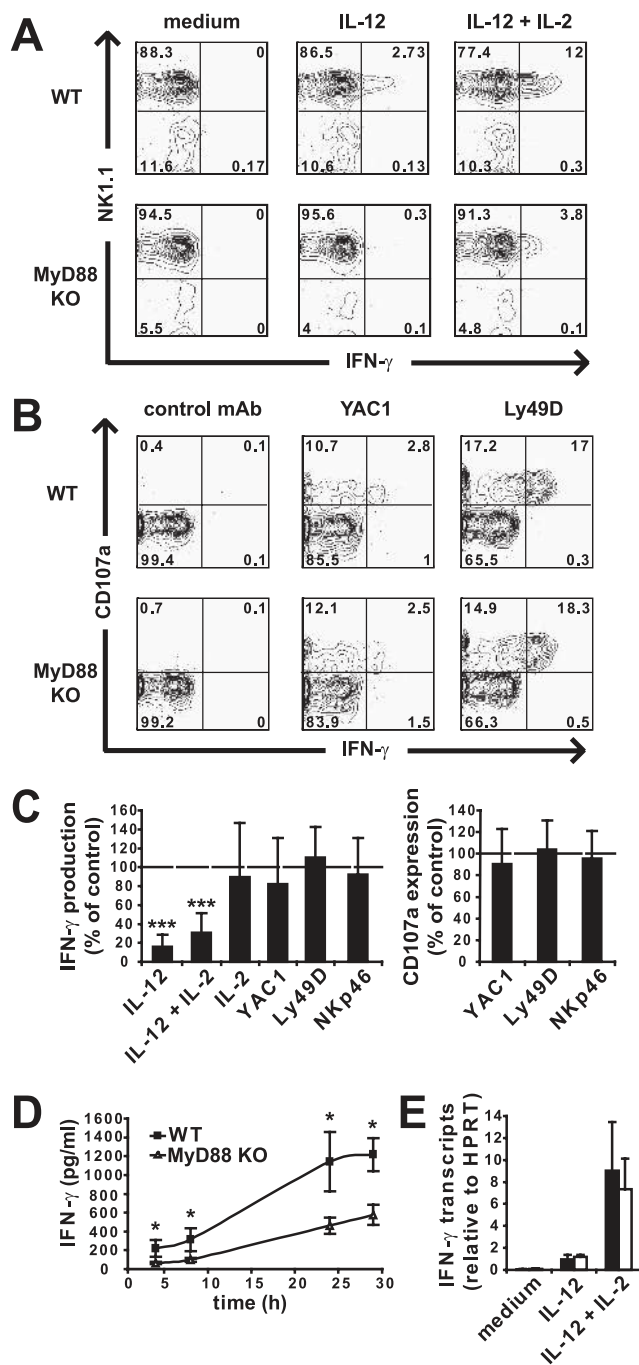 A
medium
IL-12
IL-12 + IL-2
WT
88.3 0
11.6 0.17
86.5 2.73
10.6 0.13
77.4 12
10.3 0.3
NK1.1
MyD88
KO
94.5 0
5.5 0
95.6 0.3
4 0.1
91.3 3.8
4.8 0.1
IFN-γ
B
control mAb
YAC1
Ly49D
WT
0.4 0.1
99.4 0.1
10.7 2.8
85.5 1
17.2 17
65.5 0.3
CD107a
MyD88
KO
0.7 0.1
99.2 0
12.1 2.5
83.9 1.5
14.9 18.3
66.3 0.5
IFN-γ
C
IFN-γ production
(% of control)
160
140
120
100
80
60
40
20
0
***
***
IL-12
IL-12 + IL-2
IL-2
YAC1
Ly49D
NKp46
CD107a expression
(% of control)
140
120
100
80
60
40
20
0
YAC1
Ly49D
NKp46
D
IFN-γ (pg/ml)
1600
1400
1200
1000
800
600
400
200
0
WT
MyD88 KO
*
*
*
*
0 5 10 15 20 25 30
time (h)
E
IFN-γ transcripts
(relative to HPRT)
14
12
10
8
6
4
2
0
medium
IL-12
IL-12 + IL-2